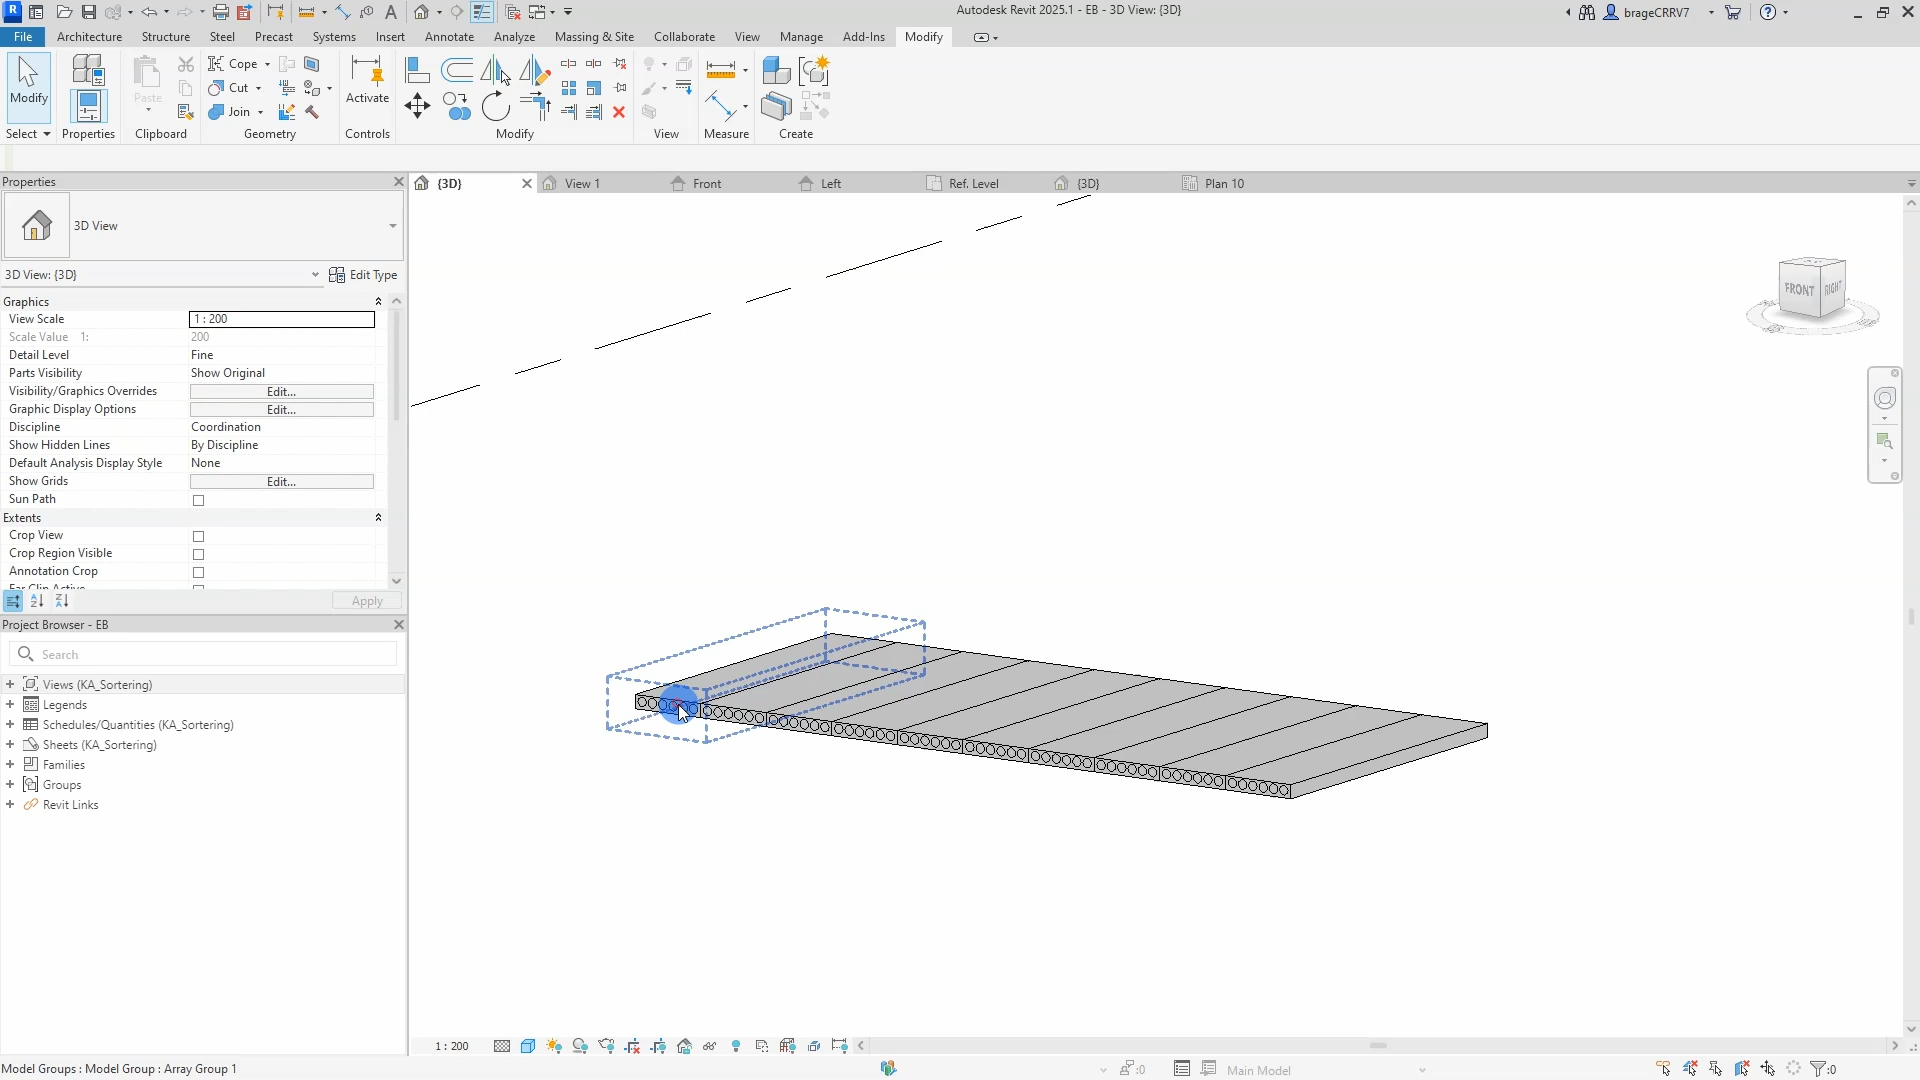 Autodesk Revit 2025.1 - EB - 3D View: {3D}
brageCRRV7
File Architecture Structure Steel Precast Systems Insert Annotate Analyze Massing & Site Collaborate View Manage Add-Ins Modify
Modify
Paste
Cope
Cut
Join
Activate
Select Properties Clipboard Geometry Controls Modify View Measure Create
Properties
{3D} View 1 Front Left Ref. Level {3D} Plan 10
3D View
3D View: {3D} Edit Type
Graphics
View Scale 1 : 200
Scale Value 1: 200
Detail Level Fine
Parts Visibility Show Original
Visibility/Graphics Overrides Edit...
Graphic Display Options Edit...
Discipline Coordination
Show Hidden Lines By Discipline
Default Analysis Display Style None
Show Grids Edit...
Sun Path
Extents
Crop View
Crop Region Visible
Annotation Crop
Far Clip Active
Apply
Project Browser - EB
Search
Views (KA_Sortering)
Legends
Schedules/Quantities (KA_Sortering)
Sheets (KA_Sortering)
Families
Groups
Revit Links
FRONT RIGHT
1 : 200
Model Groups : Model Group : Array Group 1
:0
Main Model
:0